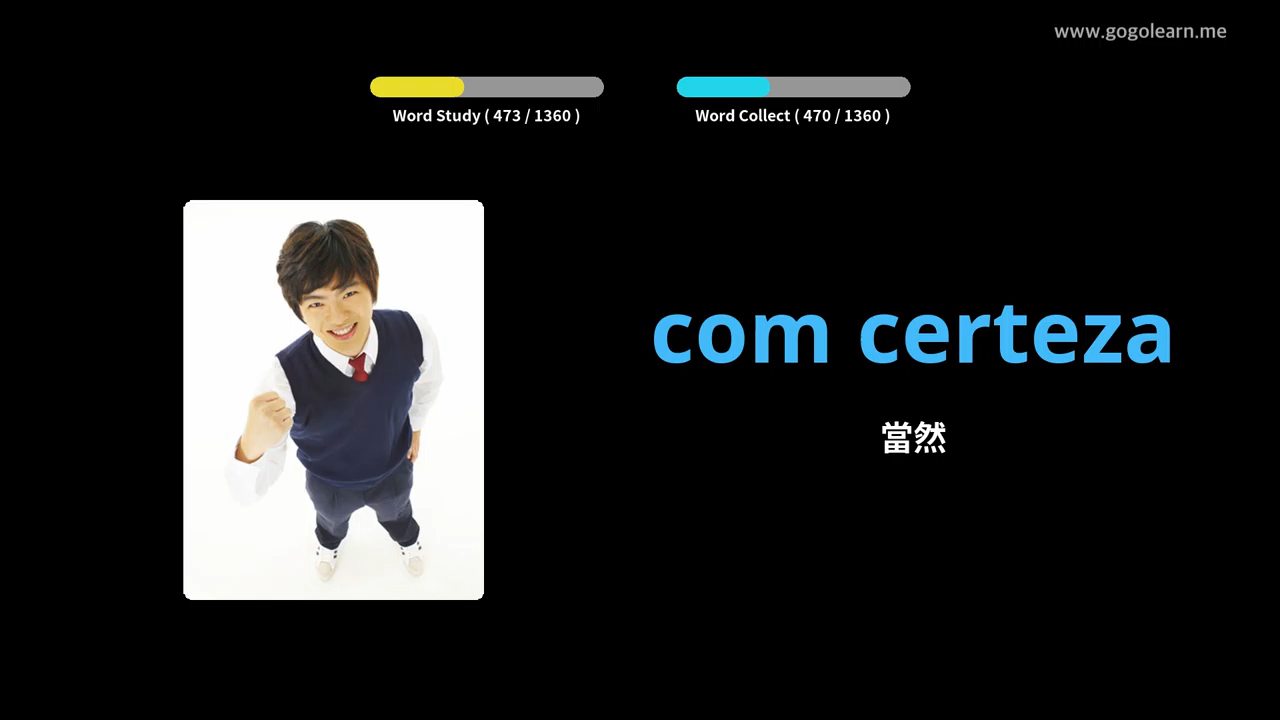 www.gogolearn.me
Word Study ( 473 / 1360 )
Word Collect ( 470 / 1360 )
com certeza
當然